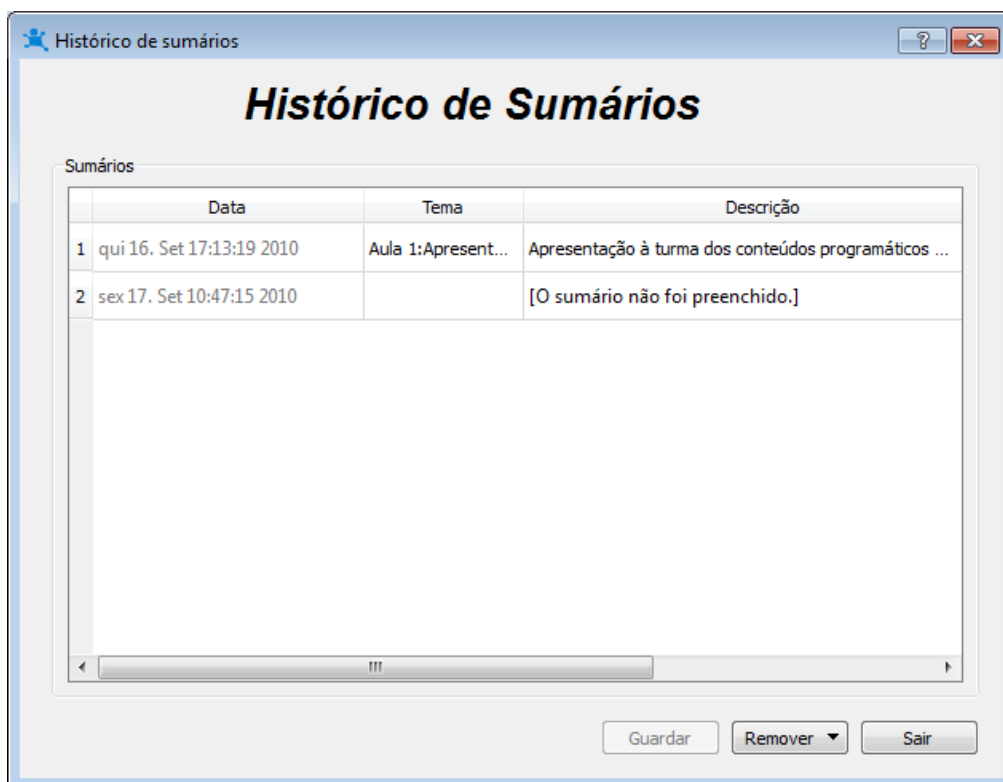 Histórico de sumários
Histórico de Sumários
Sumários
Data Tema Descrição
1 qui 16. Set 17:13:19 2010 Aula 1:Apresent... Apresentação à turma dos conteúdos programáticos ...
2 sex 17. Set 10:47:15 2010 [O sumário não foi preenchido.]
Guardar Remover Sair